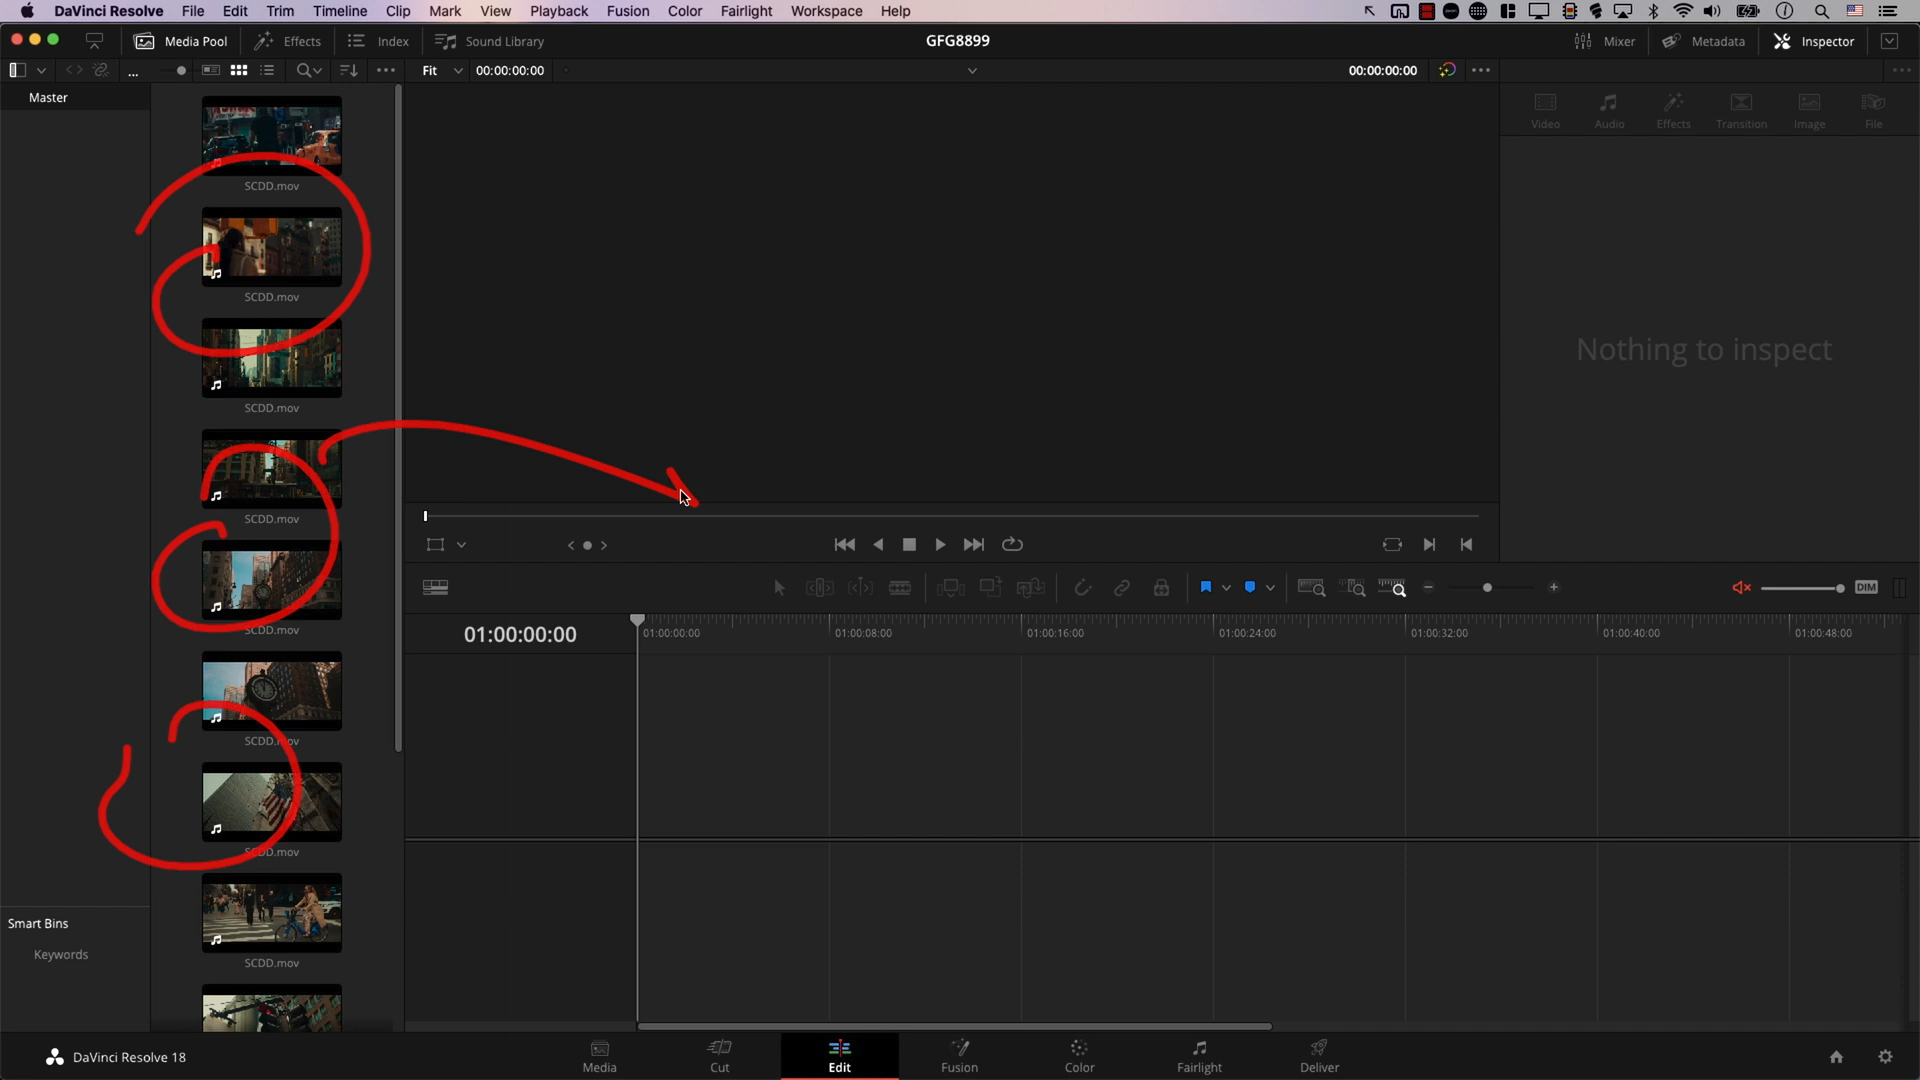 DaVinci Resolve File Edit Trim Timeline Clip Mark View Playback Fusion Color Fairlight Workspace Help
Media Pool Effects Index Sound Library GFG8899 Mixer Metadata Inspector
... Fit 00:00:00:00 00:00:00:00
Master
Video Audio Effects Transition Image File
SCDD.mov
SCDD.mov
Nothing to inspect
SCDD.mov
SCDD.mov
DIM
SCDD.mov
01:00:00:00 01:00:00:00 01:00:08:00 01:00:16:00 01:00:24:00 01:00:32:00 01:00:40:00 01:00:48:00
SCDD.mov
SCDD.mov
Smart Bins
Keywords
SCDD.mov
DaVinci Resolve 18
Media Cut Edit Fusion Color Fairlight Deliver